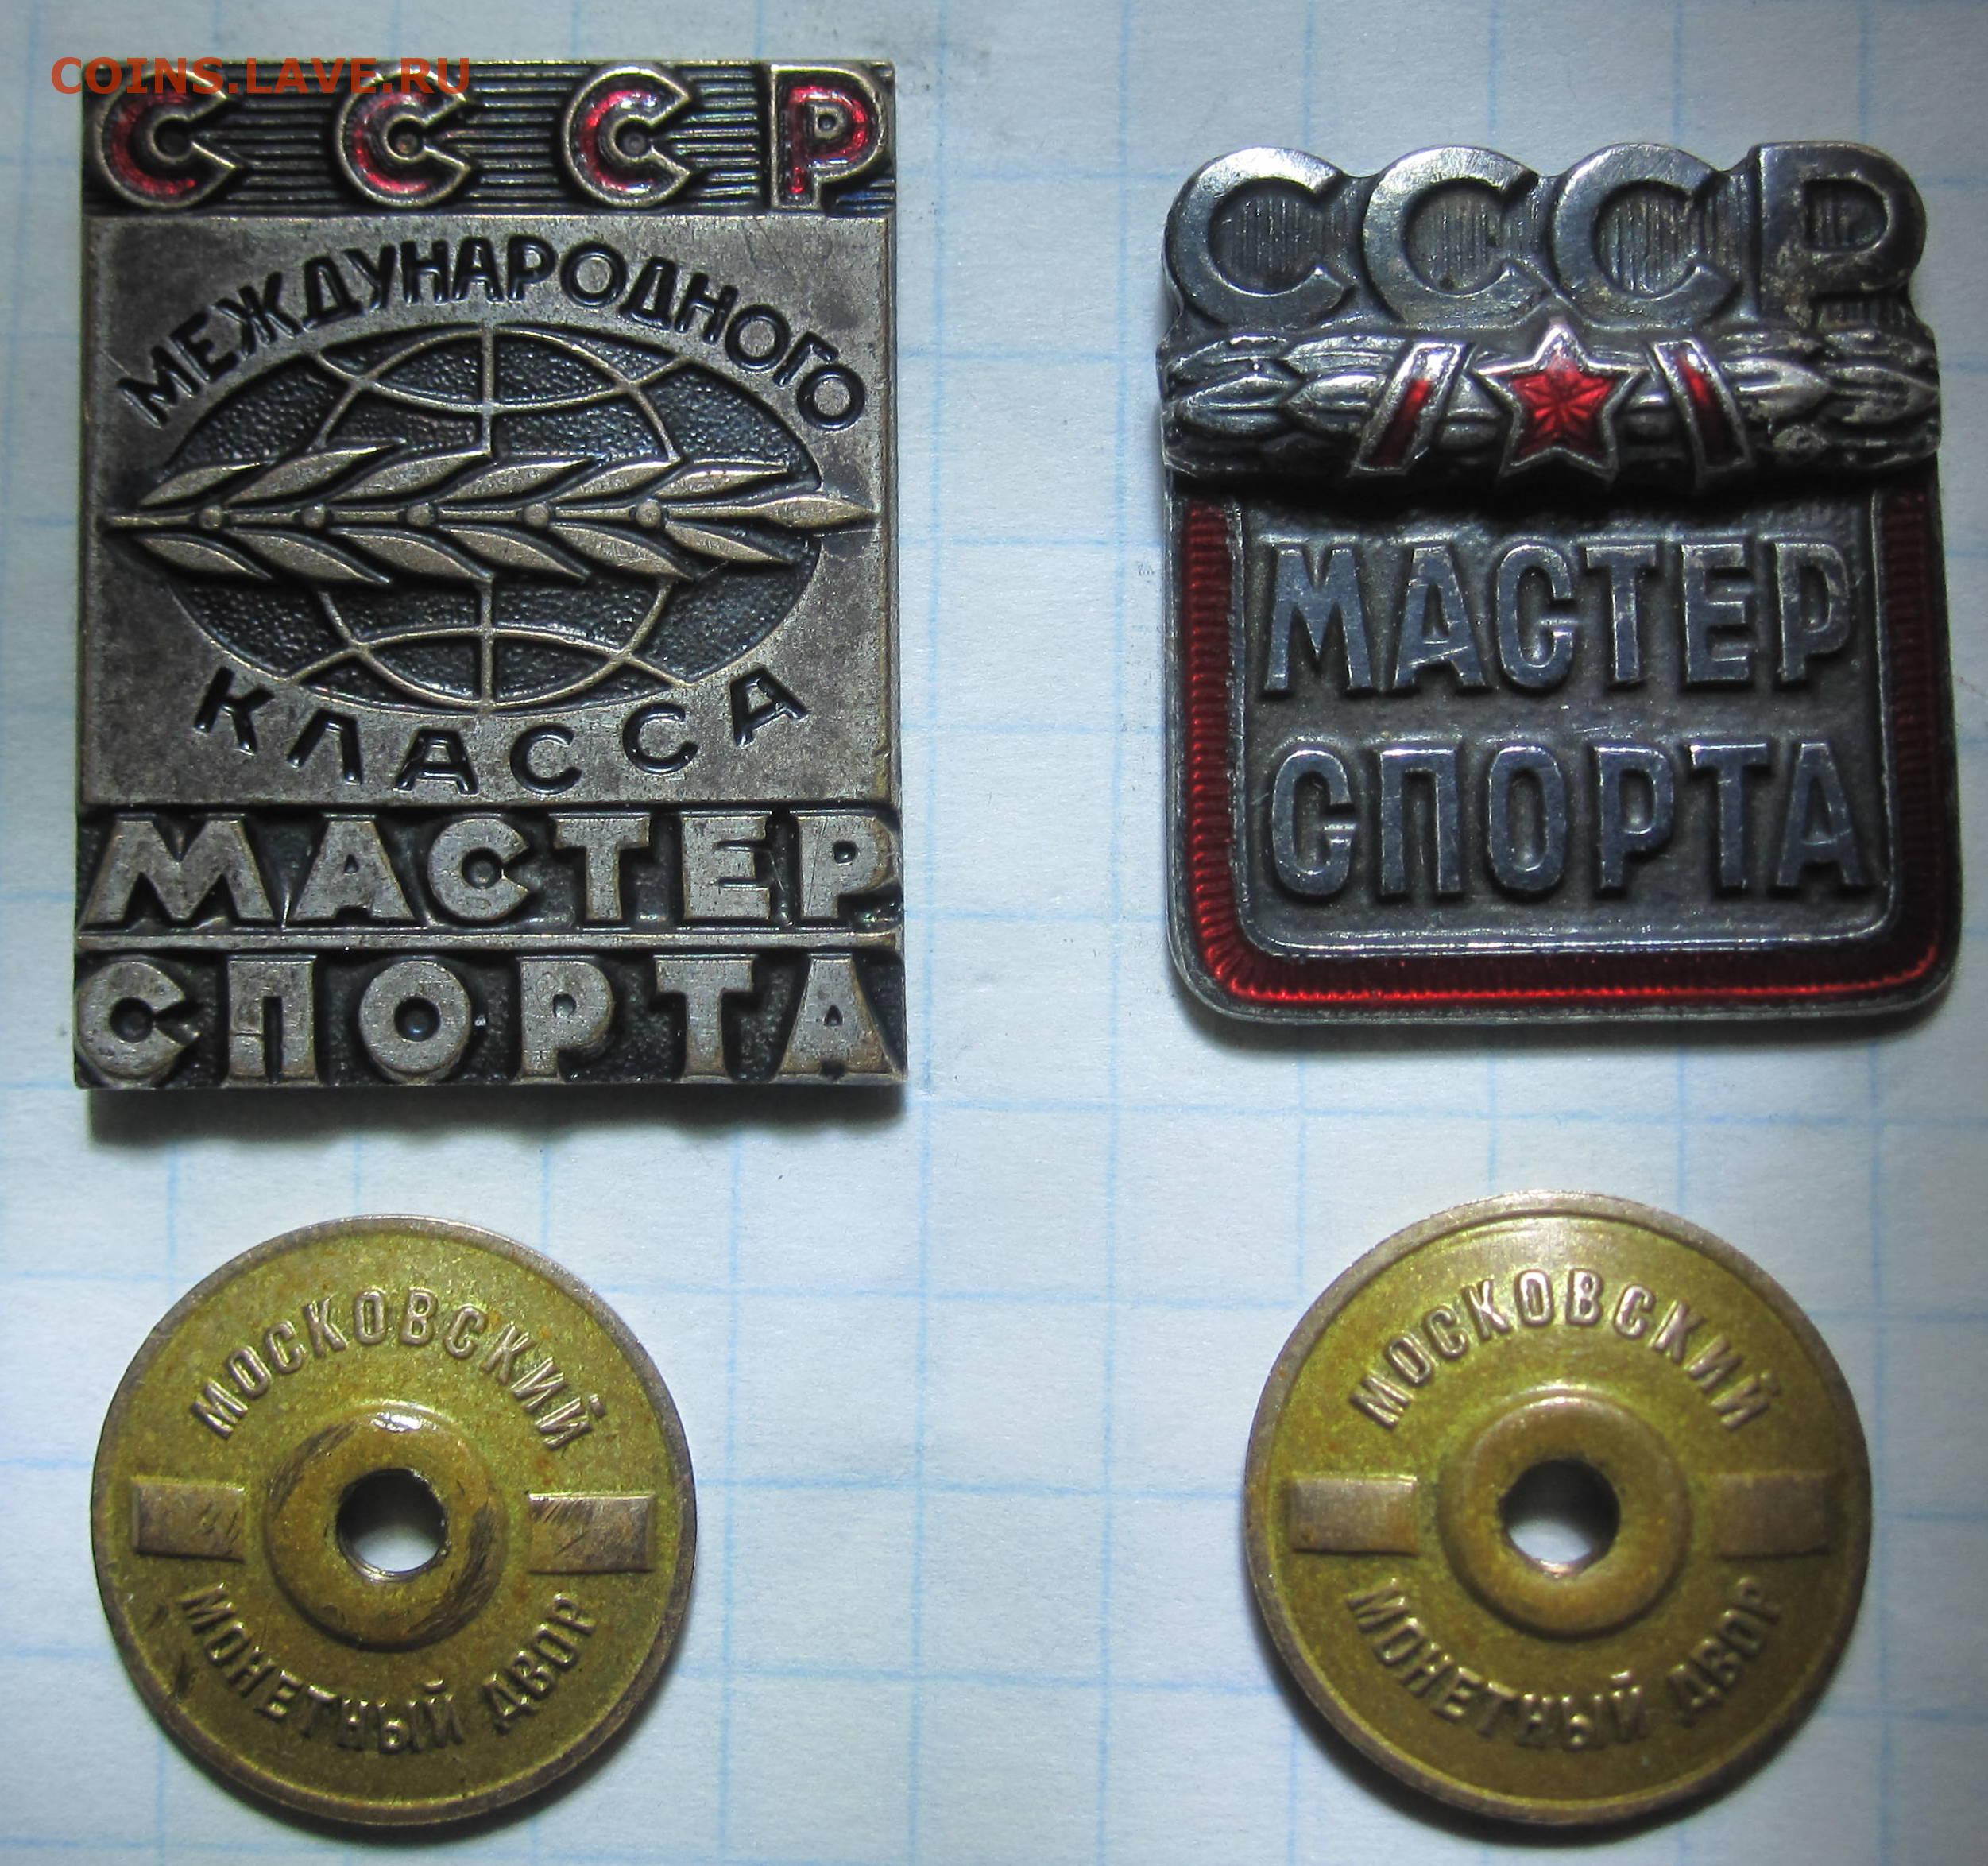 COINS.LAVE.RU
СССР
МЕЖДУНАРОДНОГО
КЛАССА
МАСТЕР
СПОРТА
СССР
МАСТЕР
СПОРТА
МОСКОВСКИЙ
МОНЕТНЫЙ ДВОР
МОСКОВСКИЙ
МОНЕТНЫЙ ДВОР